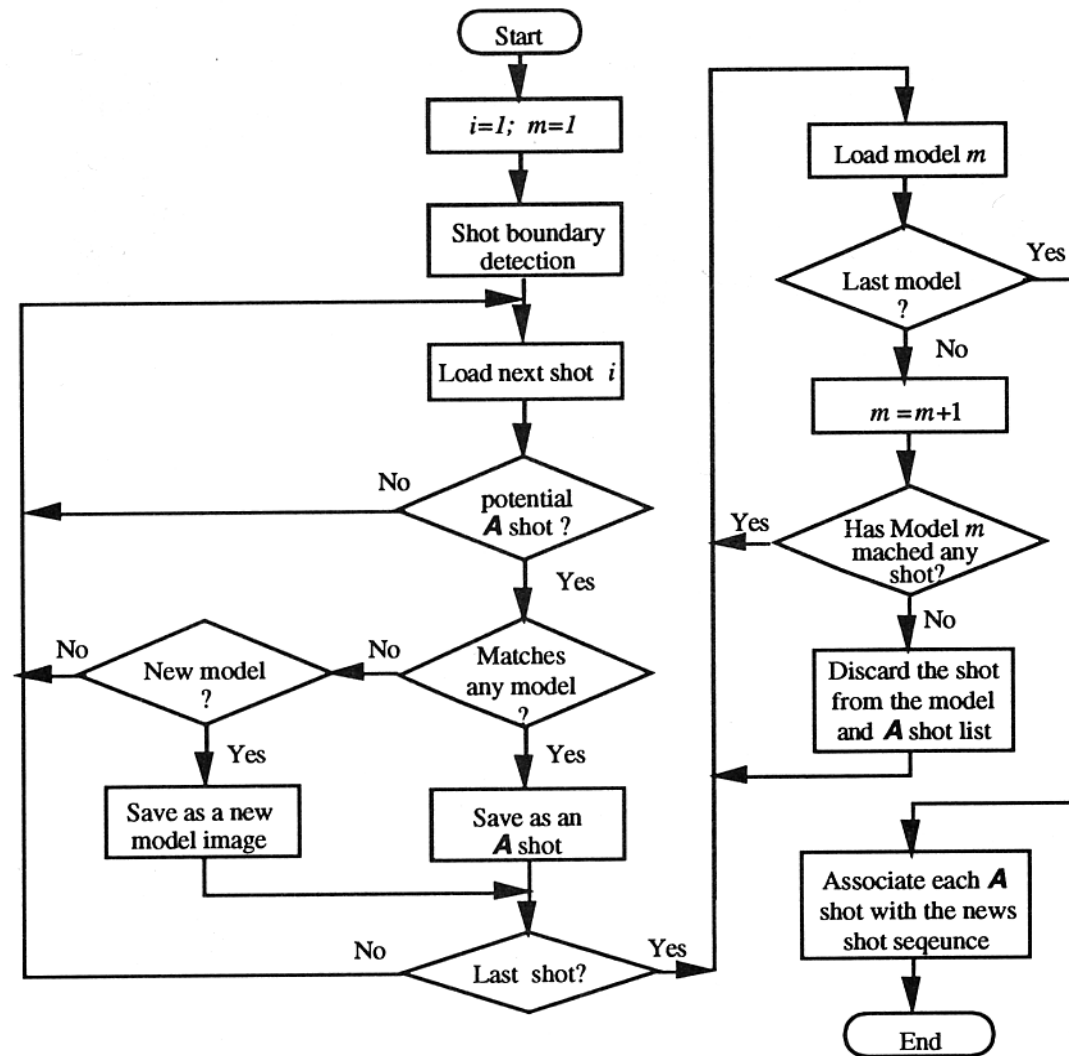 Start
i=1; m=1
Shot boundary
detection
Load next shot i
No
potential
A shot ?
Yes
No
New model
?
No
Matches
any model
?
Yes
Yes
Save as a new
model image
Save as an
A shot
No
Last shot?
Yes
Load model m
Last model
?
Yes
No
m = m+1
Yes
Has Model m
mached any
shot?
No
Discard the shot
from the model
and A shot list
Associate each A
shot with the news
shot seqeunce
End